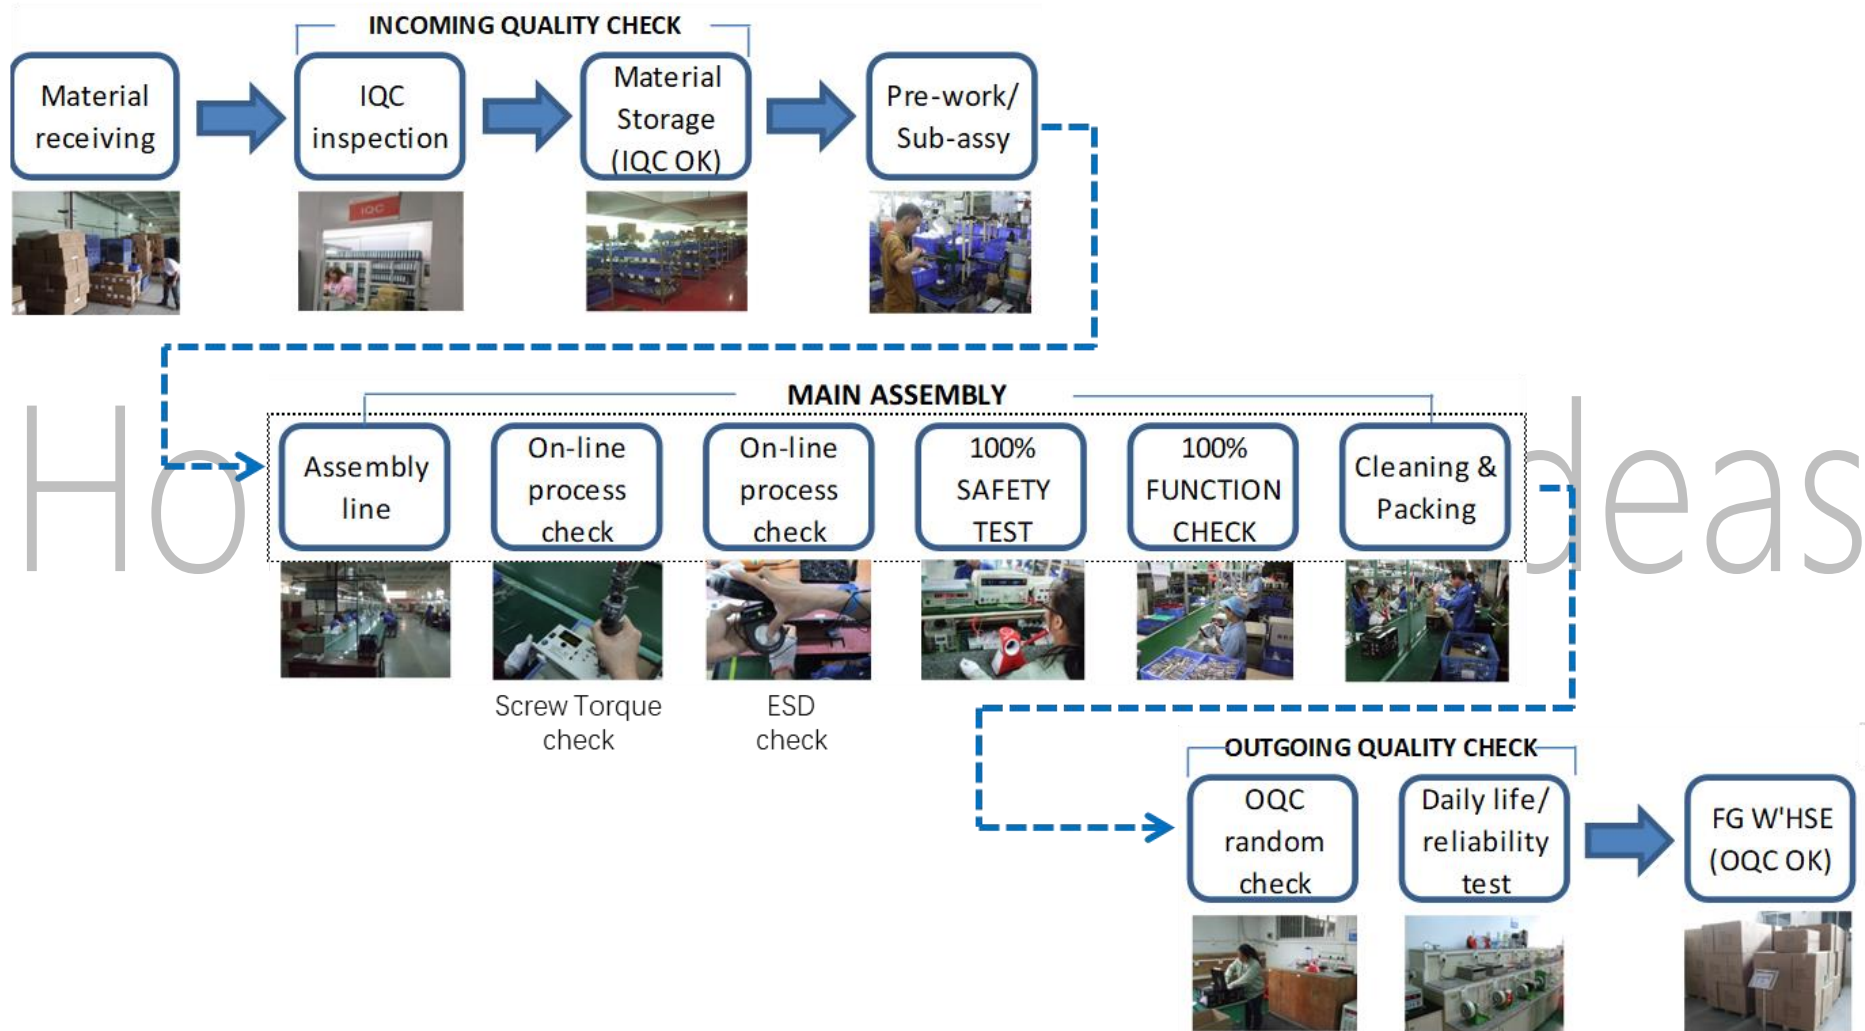 INCOMING QUALITY CHECK
Material
receiving
IQC
inspection
Material
Storage
(IQC OK)
Pre-work/
Sub-assy
IQC
MAIN ASSEMBLY
Assembly
line
On-line
process
check
On-line
process
check
100%
SAFETY
TEST
100%
FUNCTION
CHECK
Cleaning &
Packing
Ho
deas
Screw Torque
check
ESD
check
OUTGOING QUALITY CHECK
OQC
random
check
Daily life/
reliability
test
FG W'HSE
(OQC OK)